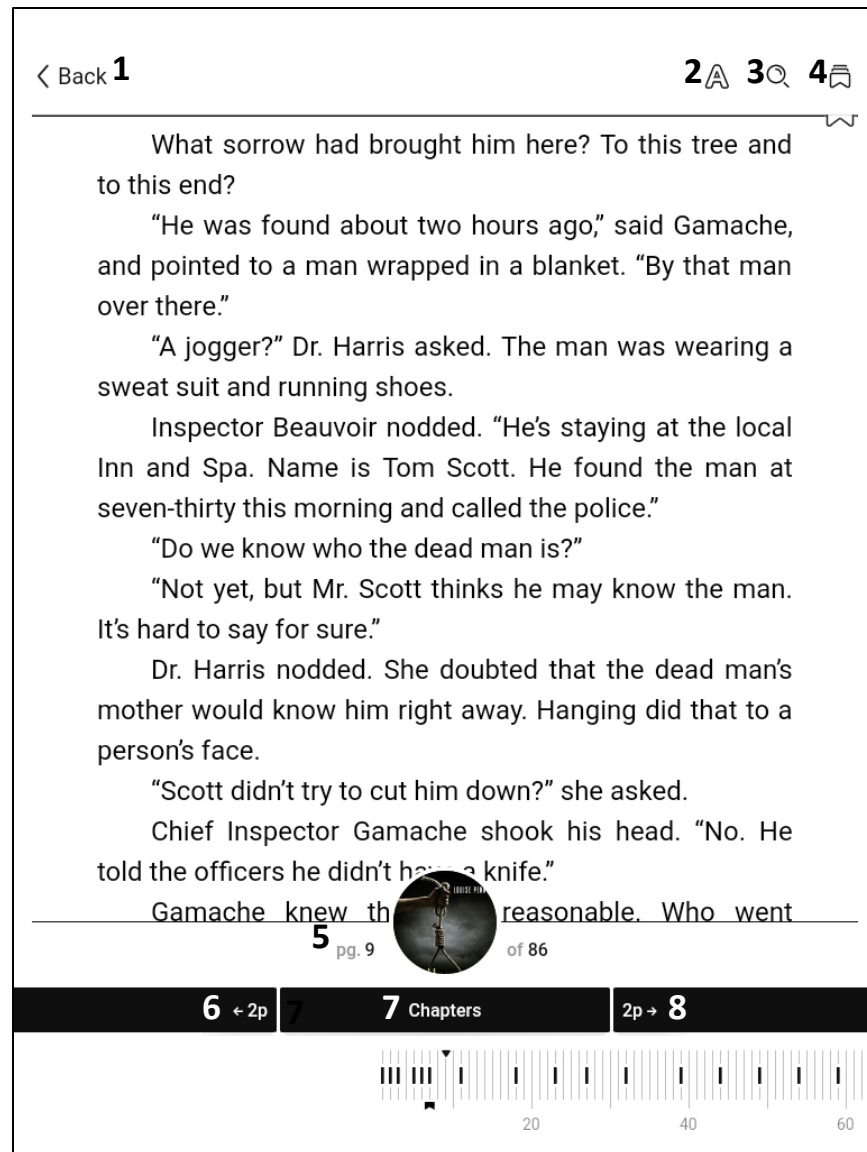 Back 1
2 A 3 4
What sorrow had brought him here? To this tree and
to this end?
“He was found about two hours ago,” said Gamache,
and pointed to a man wrapped in a blanket. “By that man
over there.”
“A jogger?” Dr. Harris asked. The man was wearing a
sweat suit and running shoes.
Inspector Beauvoir nodded. “He’s staying at the local
Inn and Spa. Name is Tom Scott. He found the man at
seven-thirty this morning and called the police.”
“Do we know who the dead man is?”
“Not yet, but Mr. Scott thinks he may know the man.
It’s hard to say for sure.”
Dr. Harris nodded. She doubted that the dead man’s
mother would know him right away. Hanging did that to a
person’s face.
“Scott didn’t try to cut him down?” she asked.
Chief Inspector Gamache shook his head. “No. He
told the officers he didn’t a knife.”
Gamache knew reasonable. Who went
LOUISE
5 pg. 9 of 86
6 ← 2p 7 7 Chapters 2p → 8
20 40 60